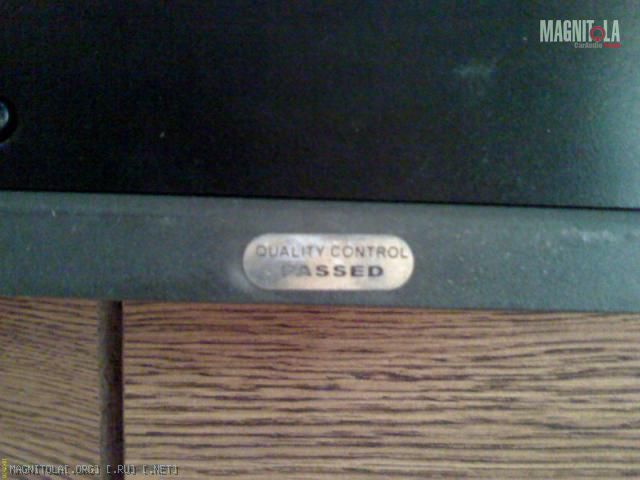 MAGNITOLA
CarAudio
QUALITY CONTROL
PASSED
MAGNITOLA[.ORG] [.RU] [.NET]